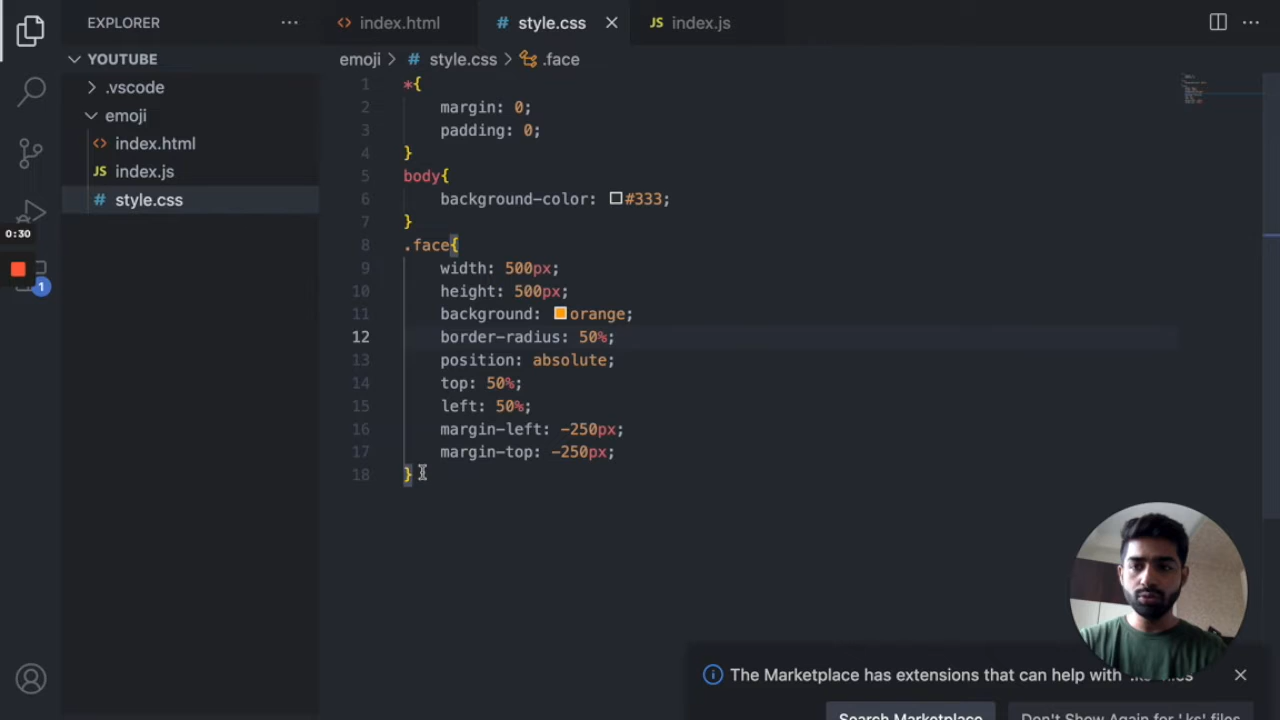 EXPLORER
index.html
# style.css
JS index.js
YOUTUBE
emoji > # style.css > .face
.vscode
emoji
index.html
JS index.js
# style.css
0:30
1
1 *{
2 margin: 0;
3 padding: 0;
4 }
5 body{
6 background-color: #333;
7 }
8 .face{
9 width: 500px;
10 height: 500px;
11 background: orange;
12 border-radius: 50%;
13 position: absolute;
14 top: 50%;
15 left: 50%;
16 margin-left: -250px;
17 margin-top: -250px;
18 }
The Marketplace has extensions that can help with '.ks' files
Search Marketplace
Don't Show Again for '.ks' files